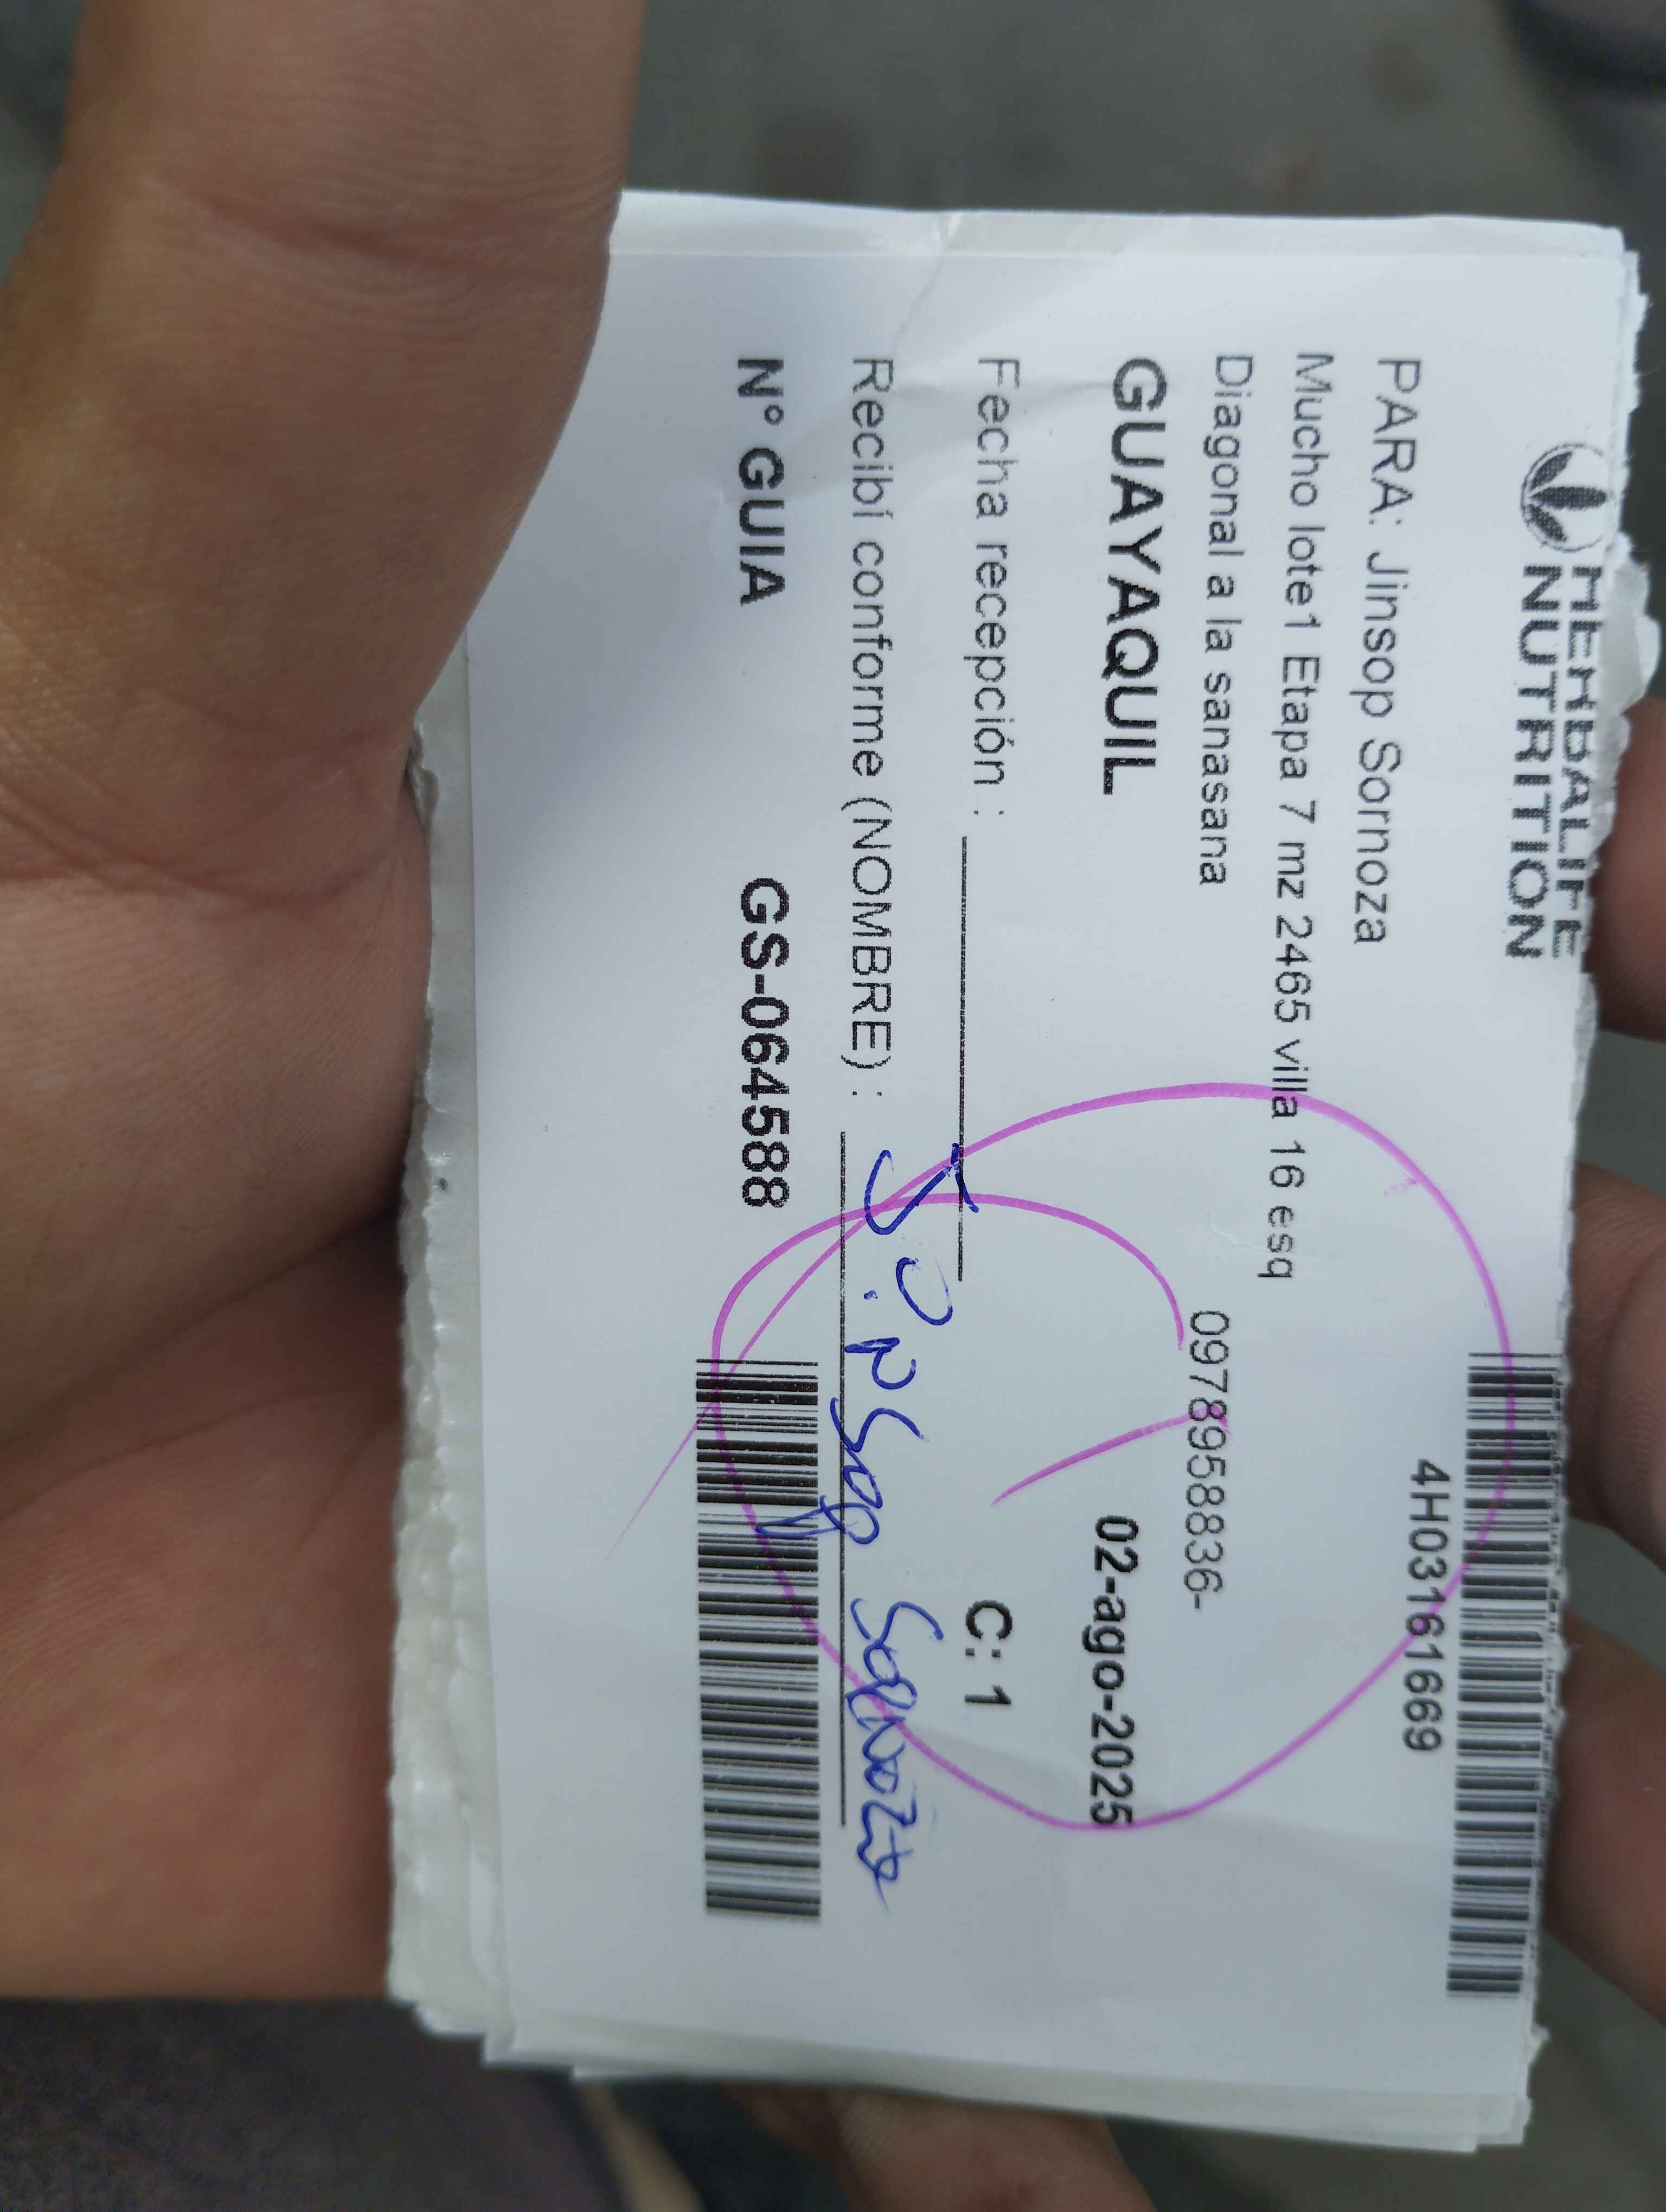 HERBALIFE
NUTRITION
4H03161669
PARA: Jinsop Sornoza
Mucho lote1 Etapa 7 mz 2465 villa 16 esq
Diagonal a la sanasana 0978958836-
GUAYAQUIL 02-ago-2025
Fecha recepción : C: 1
Recibí conforme (NOMBRE) : Sornoza
N° GUIA GS-064588